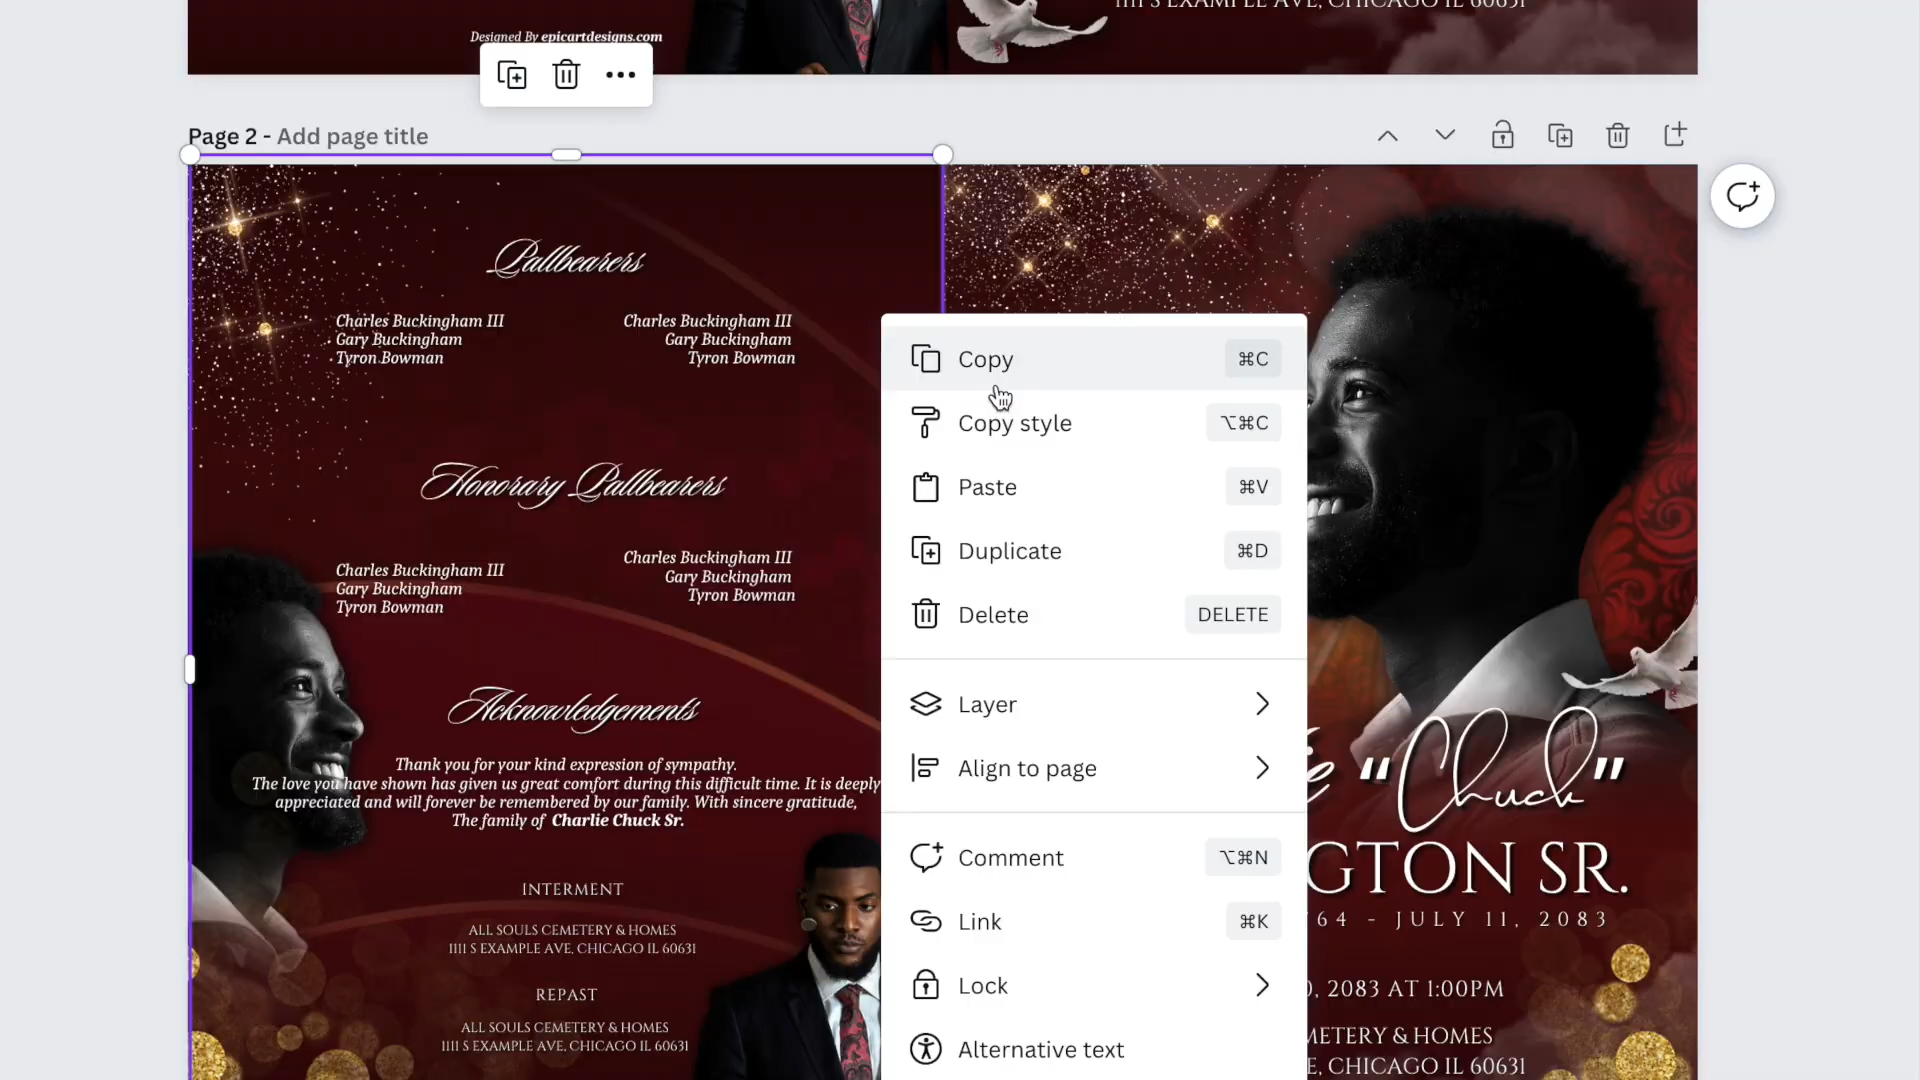 1111 S EXAMPLE AVE, CHICAGO IL 60631
Designed By epicartdesigns.com
Page 2 - Add page title
Pallbearers
Charles Buckingham III
Gary Buckingham
Tyron Bowman
Charles Buckingham III
Gary Buckingham
Tyron Bowman
Honorary Pallbearers
Charles Buckingham III
Gary Buckingham
Tyron Bowman
Charles Buckingham III
Gary Buckingham
Tyron Bowman
Acknowledgements
Thank you for your kind expression of sympathy.
The love you have shown has given us great comfort during this difficult time. It is deeply
appreciated and will forever be remembered by our family. With sincere gratitude,
The family of Charlie Chuck Sr.
INTERMENT
ALL SOULS CEMETERY & HOMES
1111 S EXAMPLE AVE, CHICAGO IL 60631
REPAST
ALL SOULS CEMETERY & HOMES
1111 S EXAMPLE AVE, CHICAGO IL 60631
Copy ⌘C
Copy style ⌥⌘C
Paste ⌘V
Duplicate ⌘D
Delete DELETE
Layer
Align to page
Comment ⌥⌘N
Link ⌘K
Lock
Alternative text
"Chuck"
GTON SR.
64 - JULY 11, 2083
, 2083 AT 1:00PM
METERY & HOMES
E, CHICAGO IL 60631